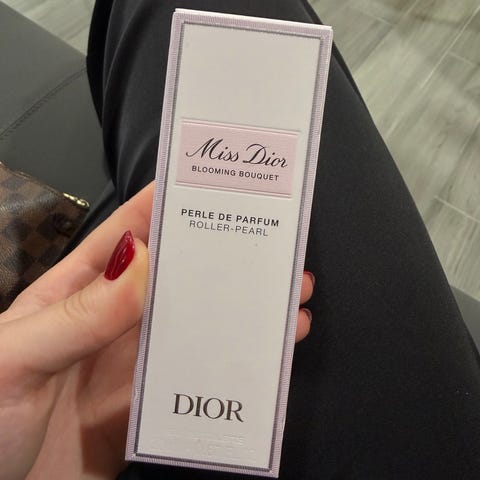 Miss Dior
BLOOMING BOUQUET
PERLE DE PARFUM
ROLLER-PEARL
DIOR